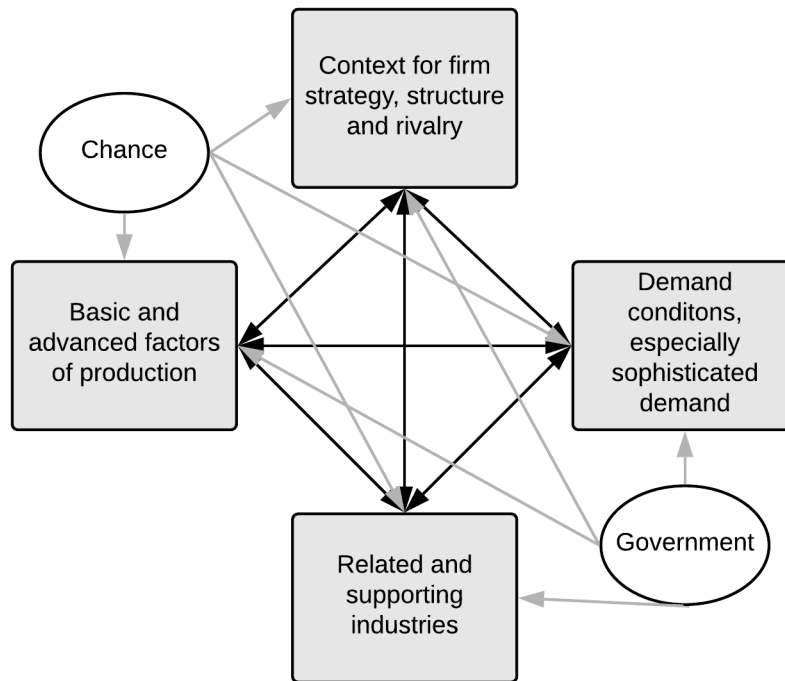 Context for firm
strategy, structure
and rivalry
Chance
Basic and
advanced factors
of production
Demand
conditons,
especially
sophisticated
demand
Government
Related and
supporting
industries